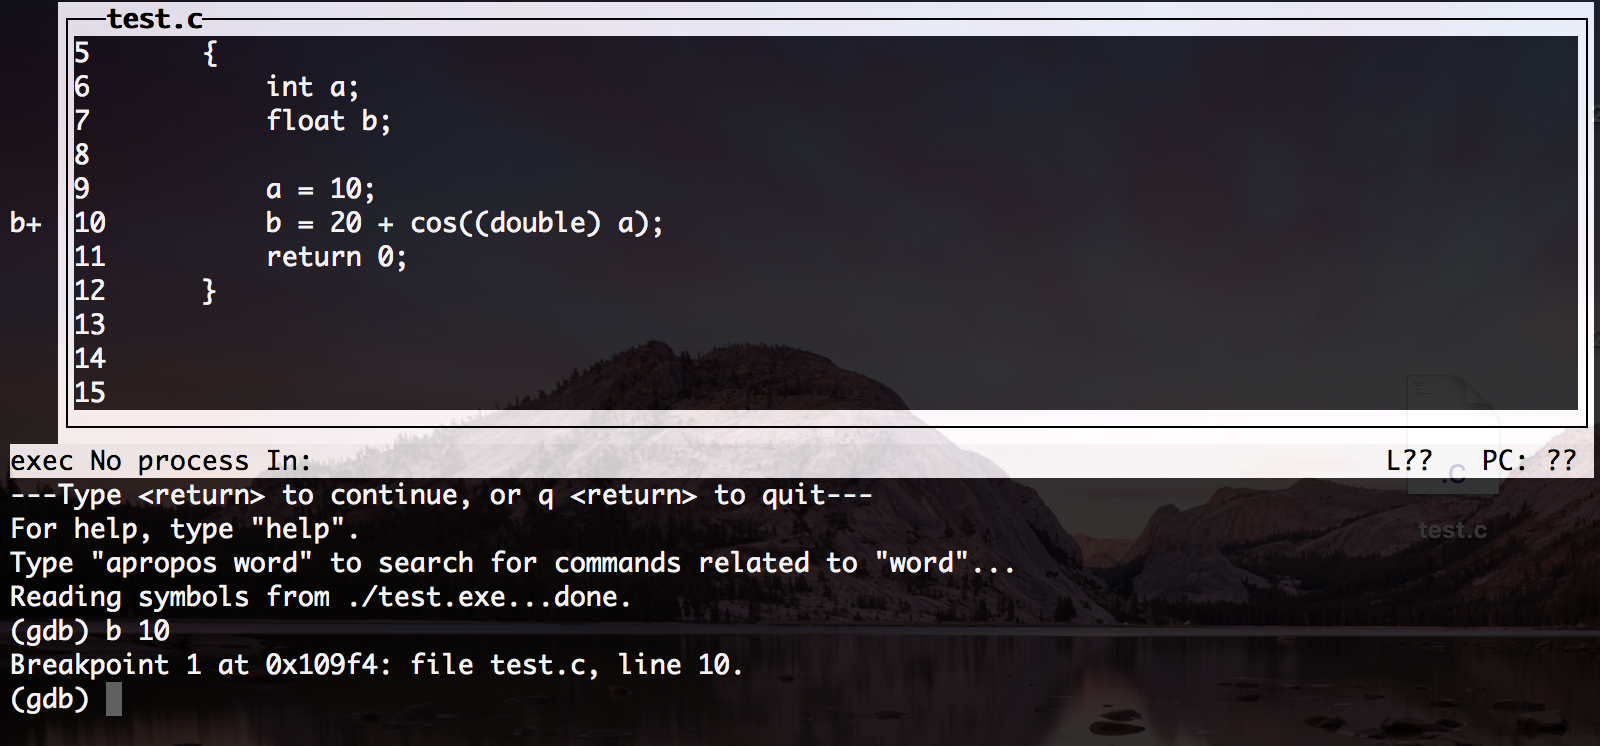 test.c
5 {
6 int a;
7 float b;
8
9 a = 10;
b+ 10 b = 20 + cos((double) a);
11 return 0;
12 }
13
14
15
exec No process In: L?? PC: ??
---Type <return> to continue, or q <return> to quit---
For help, type "help".
Type "apropos word" to search for commands related to "word"...
Reading symbols from ./test.exe...done.
(gdb) b 10
Breakpoint 1 at 0x109f4: file test.c, line 10.
(gdb)
.C
test.c